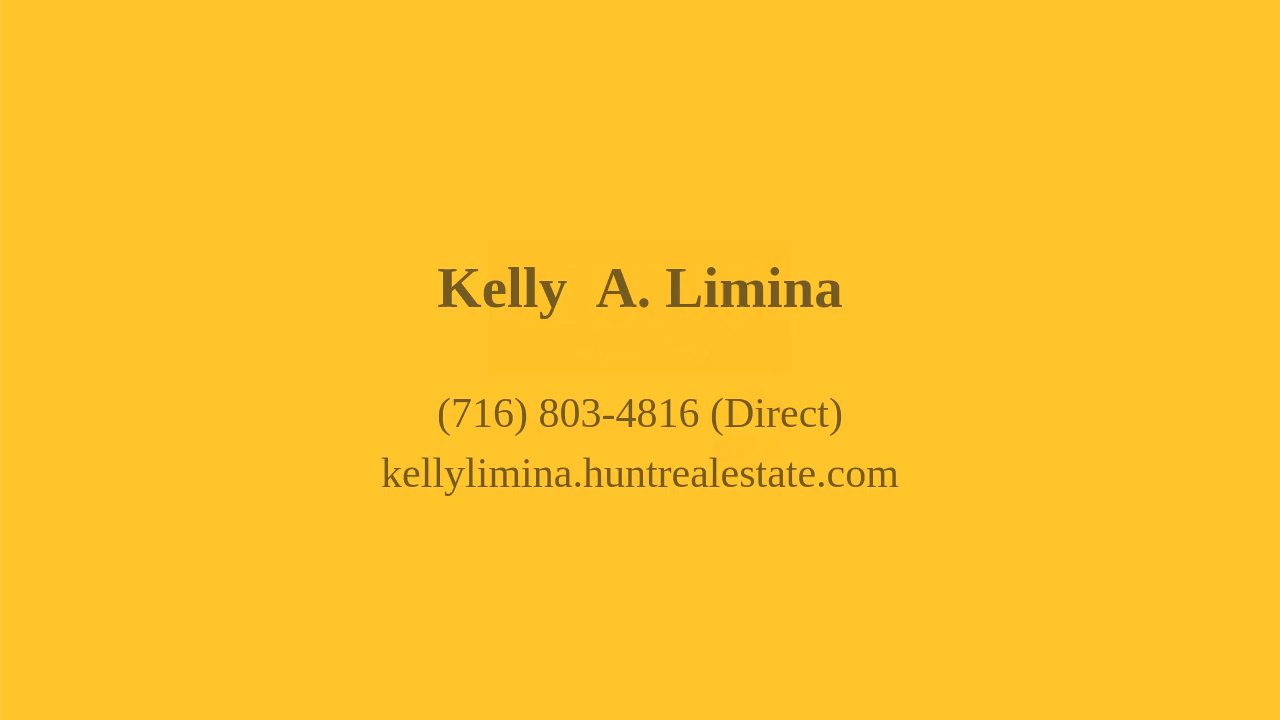 Kelly  A. Limina
(716) 803-4816 (Direct)
kellylimina.huntrealestate.com